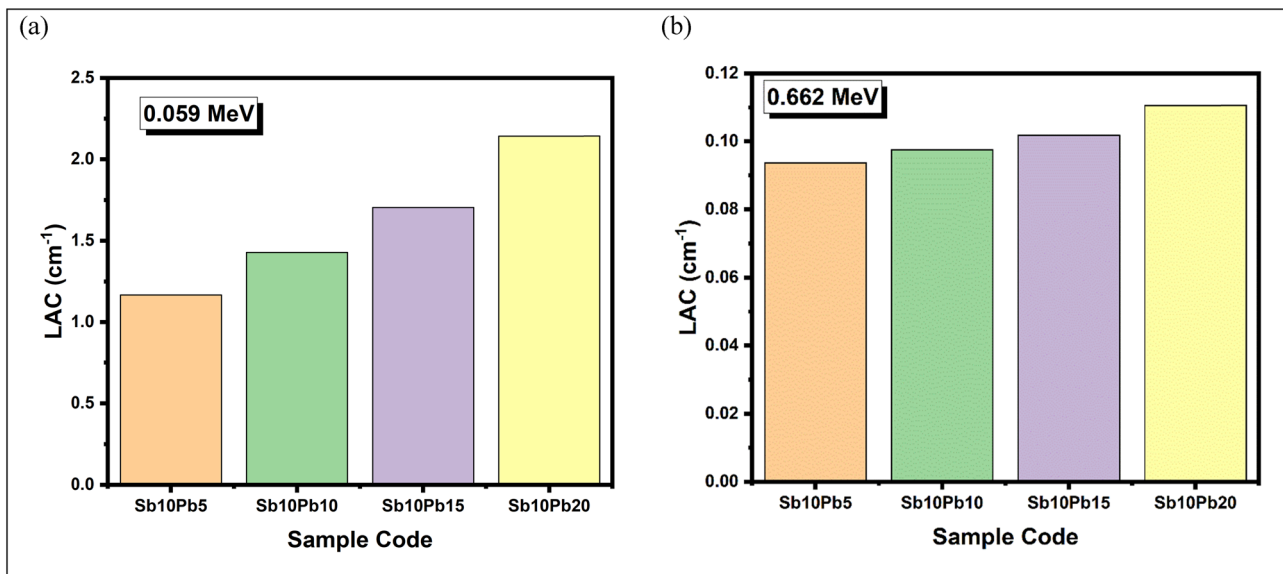 (a)
0.059 MeV
2.5
2.0
1.5
1.0
0.5
0.0
LAC (cm⁻¹)
Sb10Pb5 Sb10Pb10 Sb10Pb15 Sb10Pb20
Sample Code
(b)
0.662 MeV
0.12
0.10
0.08
0.06
0.04
0.02
0.00
LAC (cm⁻¹)
Sb10Pb5 Sb10Pb10 Sb10Pb15 Sb10Pb20
Sample Code